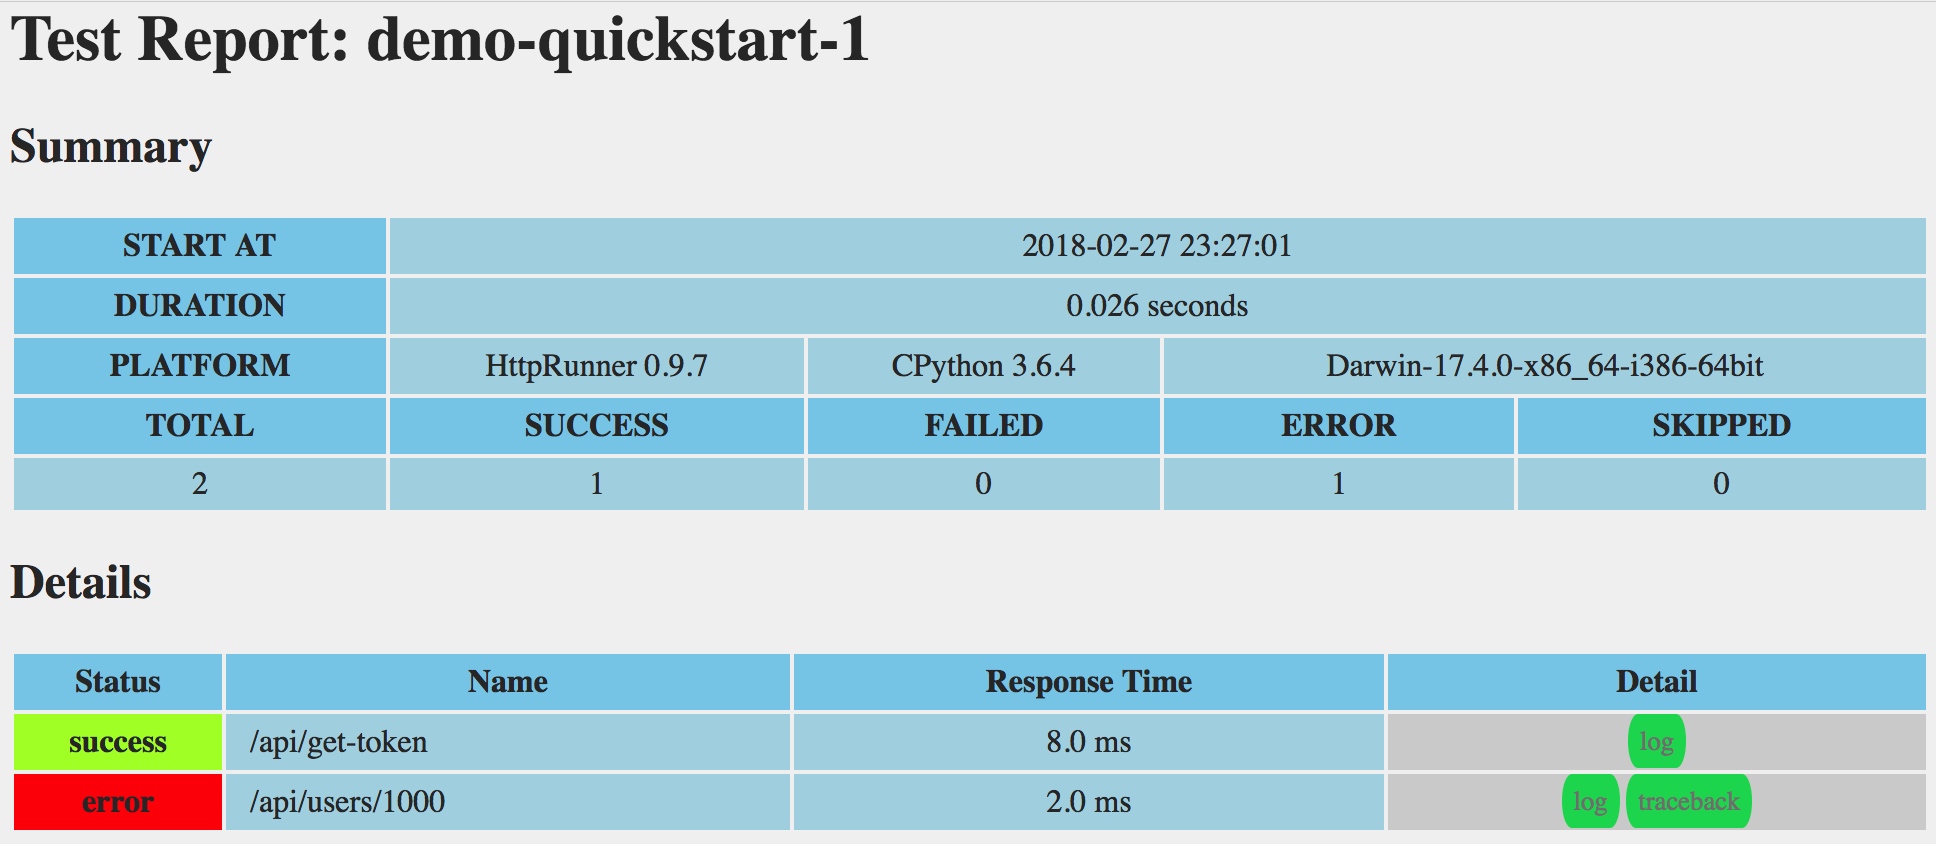 Test Report: demo-quickstart-1
Summary
START AT 2018-02-27 23:27:01
DURATION 0.026 seconds
PLATFORM HttpRunner 0.9.7 CPython 3.6.4 Darwin-17.4.0-x86_64-i386-64bit
TOTAL SUCCESS FAILED ERROR SKIPPED
2 1 0 1 0
Details
Status Name Response Time Detail
success /api/get-token 8.0 ms log
error /api/users/1000 2.0 ms log traceback